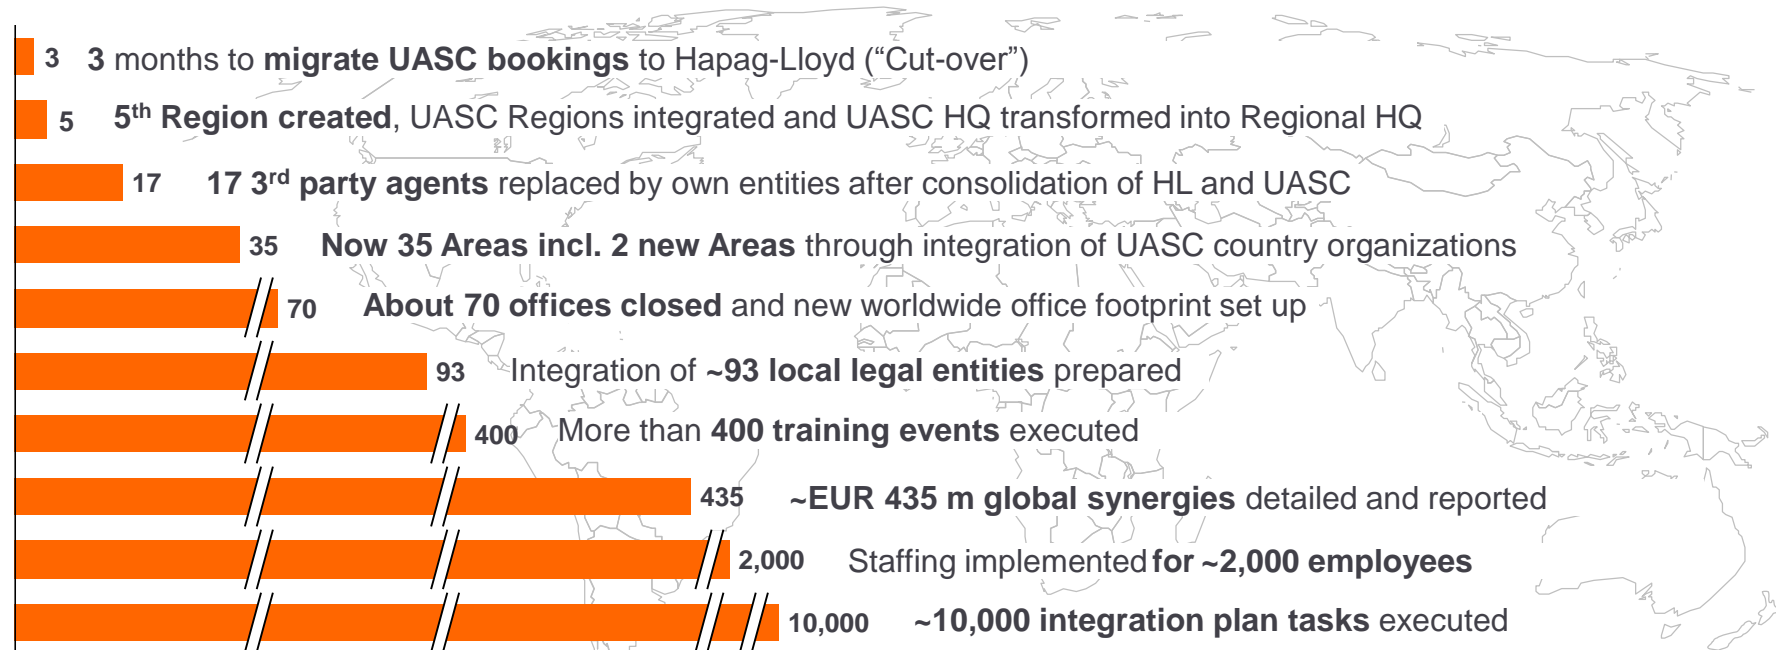 3 3 months to migrate UASC bookings to Hapag-Lloyd (“Cut-over”)
5 5th Region created, UASC Regions integrated and UASC HQ transformed into Regional HQ
17 17 3rd party agents replaced by own entities after consolidation of HL and UASC
35 Now 35 Areas incl. 2 new Areas through integration of UASC country organizations
70 About 70 offices closed and new worldwide office footprint set up
93 Integration of ~93 local legal entities prepared
400 More than 400 training events executed
435 ~EUR 435 m global synergies detailed and reported
2,000 Staffing implemented for ~2,000 employees
10,000 ~10,000 integration plan tasks executed